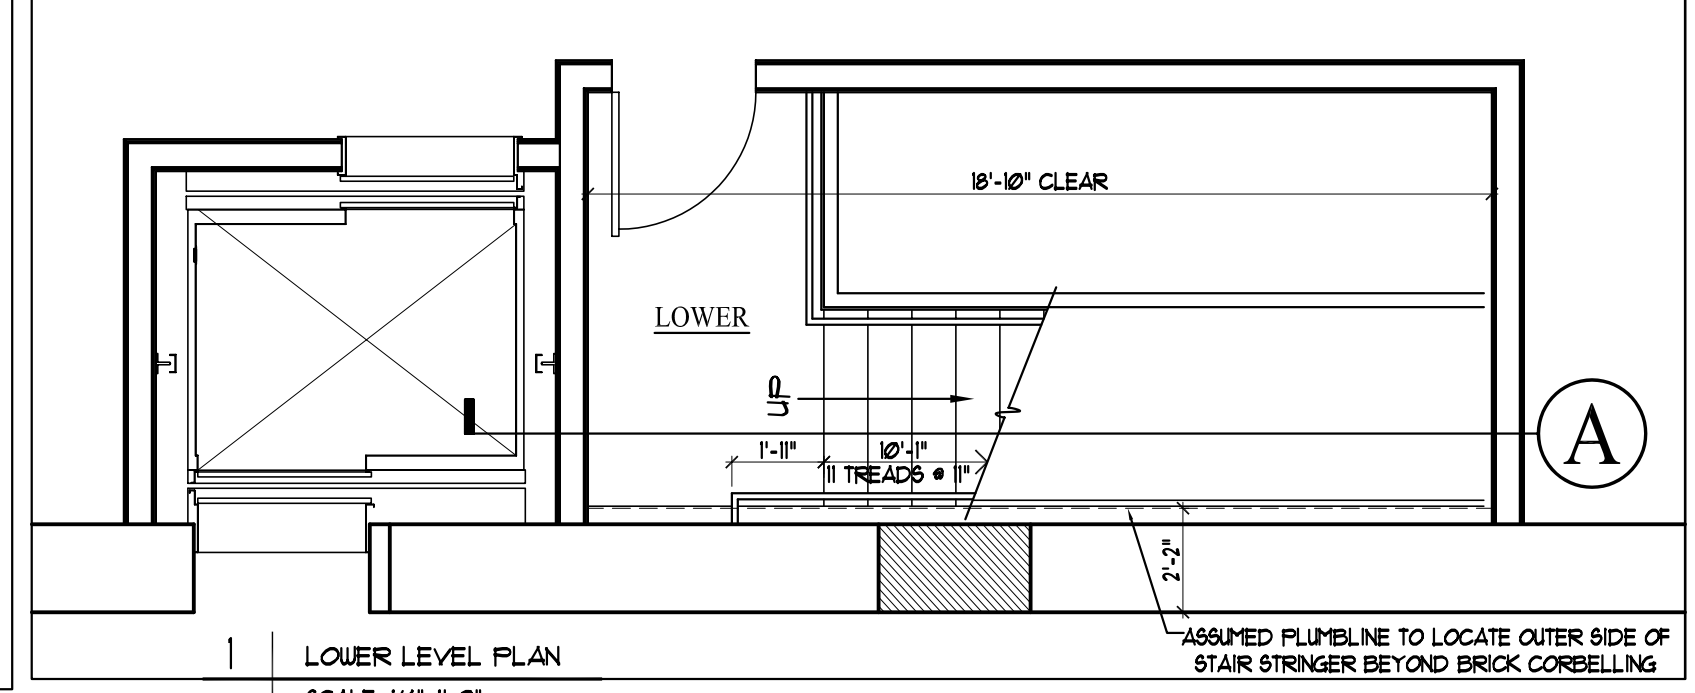 18'-10" CLEAR
LOWER
UP
A
1'-11"
10'-1"
11 TREADS @ 11"
2'-2"
ASSUMED PLUMBLINE TO LOCATE OUTER SIDE OF
STAIR STRINGER BEYOND BRICK CORBELLING
1
LOWER LEVEL PLAN